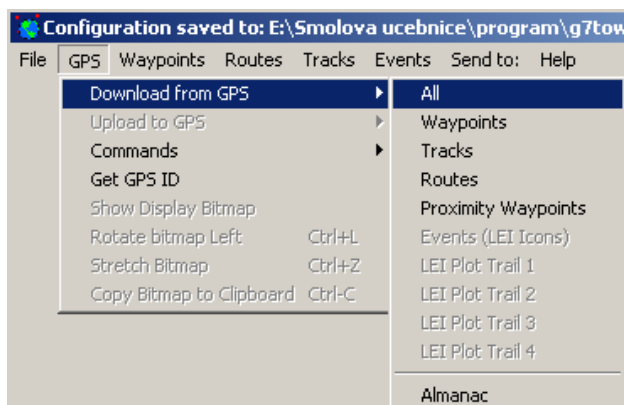 Configuration saved to: E:\Smolova ucebnice\program\g7tow
File GPS Waypoints Routes Tracks Events Send to: Help
Download from GPS
Upload to GPS
Commands
Get GPS ID
Show Display Bitmap
Rotate bitmap Left Ctrl+L
Stretch Bitmap Ctrl+Z
Copy Bitmap to Clipboard Ctrl-C
All
Waypoints
Tracks
Routes
Proximity Waypoints
Events (LEI Icons)
LEI Plot Trail 1
LEI Plot Trail 2
LEI Plot Trail 3
LEI Plot Trail 4
Almanac